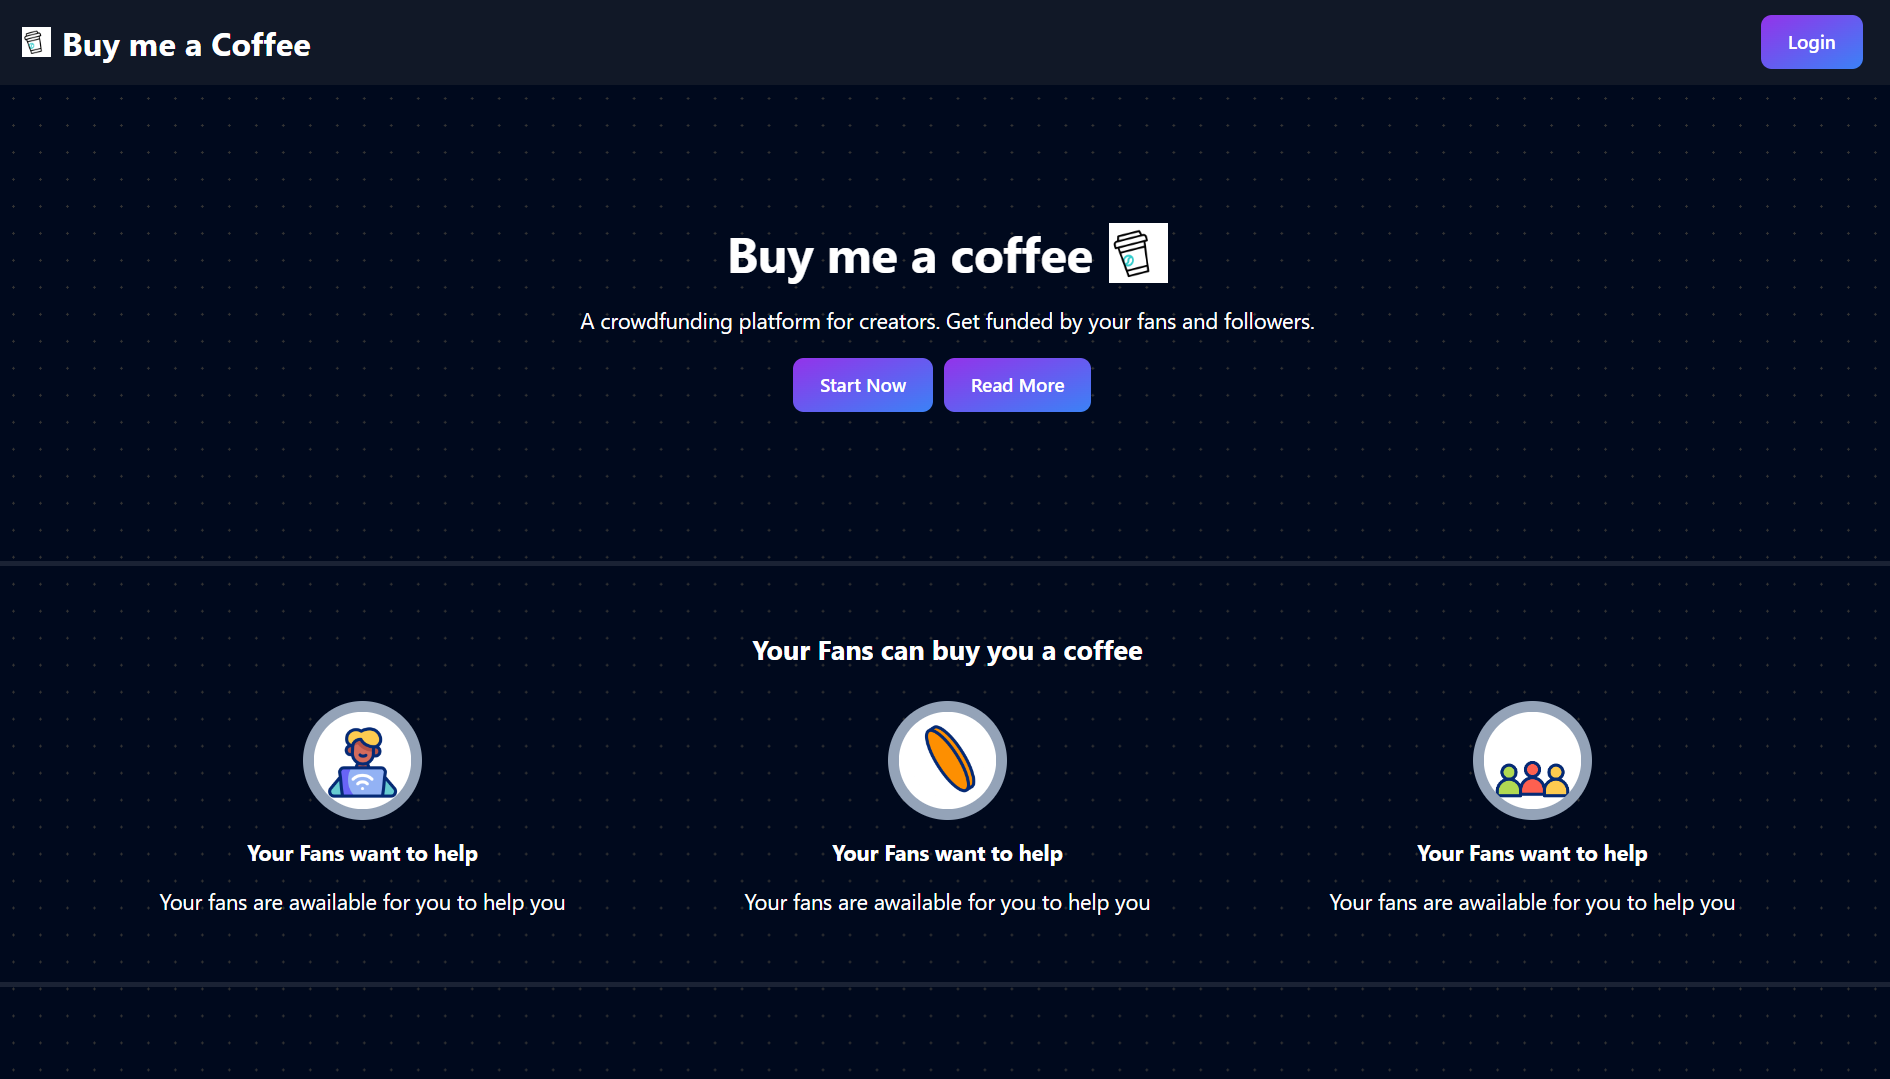 Buy me a Coffee
Login
Buy me a coffee
A crowdfunding platform for creators. Get funded by your fans and followers.
Start Now
Read More
Your Fans can buy you a coffee
Your Fans want to help
Your fans are awailable for you to help you
Your Fans want to help
Your fans are awailable for you to help you
Your Fans want to help
Your fans are awailable for you to help you